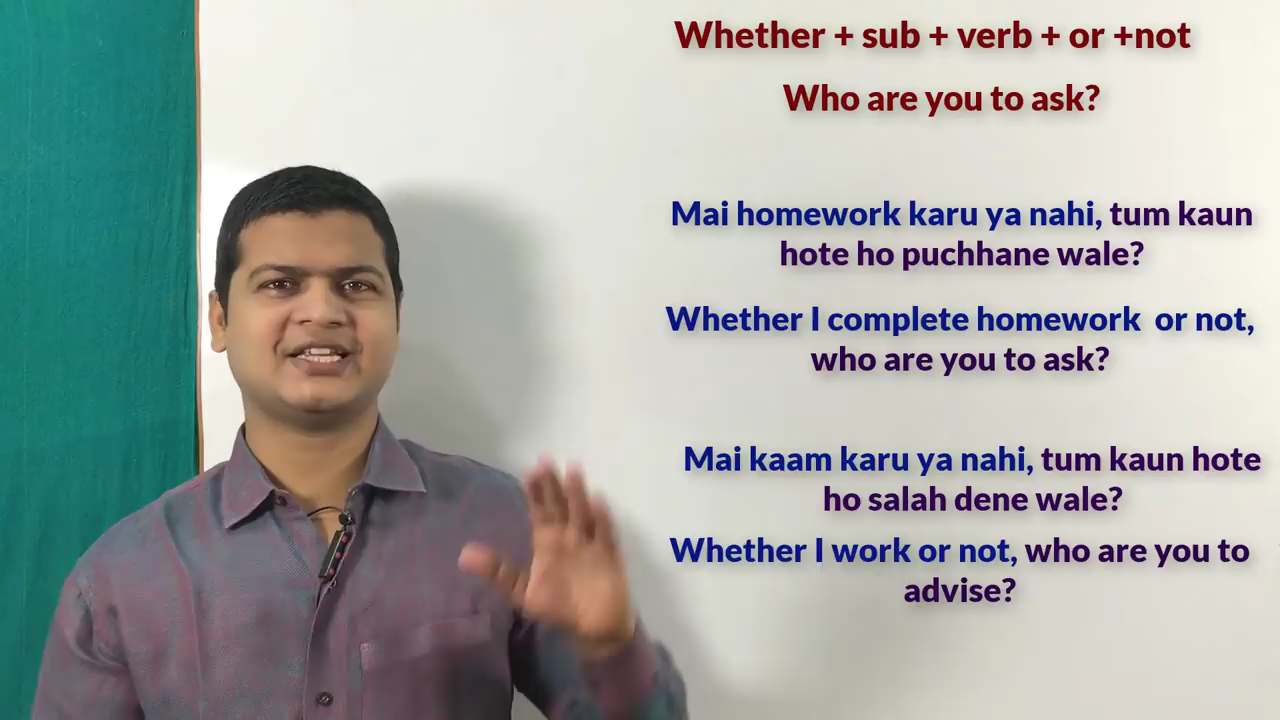 Whether + sub + verb + or +not
Who are you to ask?
Mai homework karu ya nahi, tum kaun
hote ho puchhane wale?
Whether I complete homework or not,
who are you to ask?
Mai kaam karu ya nahi, tum kaun hote
ho salah dene wale?
Whether I work or not, who are you to
advise?